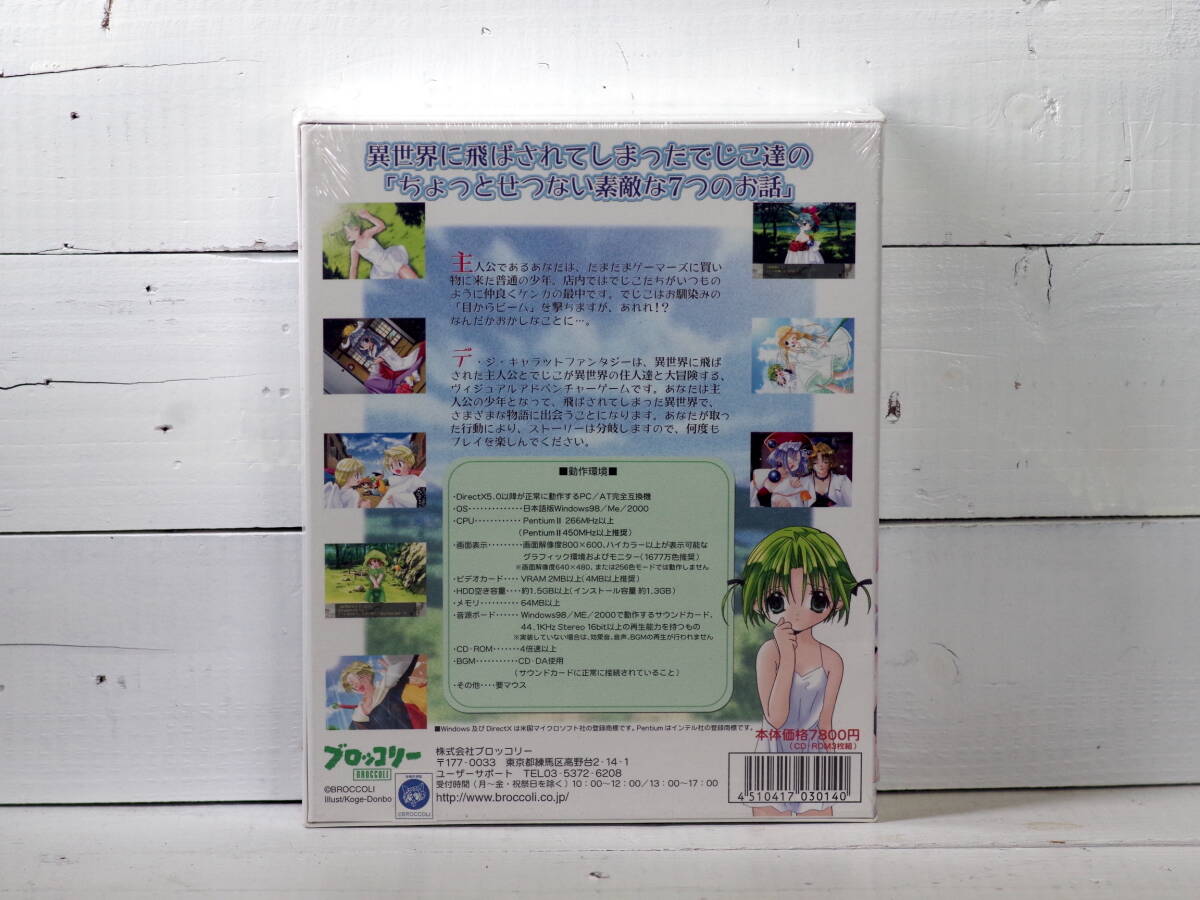 異世界に飛ばされてしまったでじこ達の
「ちょっとせつない素敵な7つのお話」
主人公であるあなたは、たまたまゲーマーズに買い
物に来た普通の少年。店内ではでじこたちがいつもの
ように仲良くケンカの最中です。でじこはお馴染みの
「目からビーム」を撃ちますが、あれれ!?
なんだかおかしなことに…。
デ・ジ・キャラットファンタジーは、異世界に飛ば
された主人公とでじこが異世界の住人達と大冒険する、
ヴィジュアルアドベンチャーゲームです。あなたは主
人公の少年となって、飛ばされてしまった異世界で、
さまざまな物語に出会うことになります。あなたが取っ
た行動により、ストーリーは分岐しますので、何度も
プレイを楽しんでください。
■動作環境■
・DirectX5.0以降が正常に動作するPC/AT完全互換機
・OS‥‥‥‥‥‥‥日本語版Windows98/Me/2000
・CPU‥‥‥‥‥‥PentiumⅡ 266MHz以上
(PentiumⅡ450MHz以上推奨)
・画面表示‥‥‥‥‥画面解像度800×600、ハイカラー以上が表示可能な
グラフィック環境およびモニター(1677万色推奨)
※画面解像度640×480、または256色モードでは動作しません
・ビデオカード‥‥VRAM 2MB以上(4MB以上推奨)
・HDD空き容量‥‥約1.5GB以上(インストール容量 約1.3GB)
・メモリ‥‥‥‥‥64MB以上
・音源ボード‥‥‥Windows98/ME/2000で動作するサウンドカード、
44.1KHz Stereo 16bit以上の再生能力を持つもの
※実装していない場合は、効果音、音声、BGMの再生が行われません
・CD-ROM‥‥‥‥4倍速以上
・BGM‥‥‥‥‥‥CD-DA使用
(サウンドカードに正常に接続されていること)
・その他‥‥要マウス
■Windows 及び DirectX は米国マイクロソフト社の登録商標です。Pentium はインテル社の登録商標です。
本体価格7800円
(CD-ROM3枚組)
ブロッコリー
BROCCOLI
©BROCCOLI
Illust/Koge-Donbo
©BROCCOLI
株式会社ブロッコリー
〒177-0033 東京都練馬区高野台2-14-1
ユーザーサポート TEL03-5372-6208
受付時間(月〜金・祝祭日を除く)10:00〜12:00/13:00〜17:00
http://www.broccoli.co.jp/
4510417030140